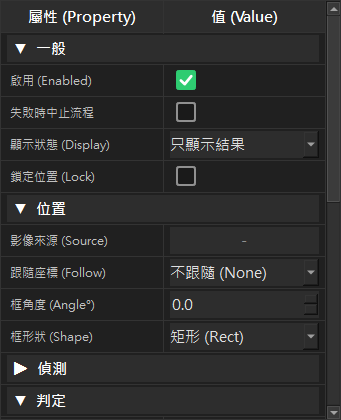 屬性 (Property) 值 (Value)
▼ 一般
啟用 (Enabled)
失敗時中止流程
顯示狀態 (Display) 只顯示結果
鎖定位置 (Lock)
▼ 位置
影像來源 (Source) -
跟隨座標 (Follow) 不跟隨 (None)
框角度 (Angle°) 0.0
框形狀 (Shape) 矩形 (Rect)
▶ 偵測
▼ 判定